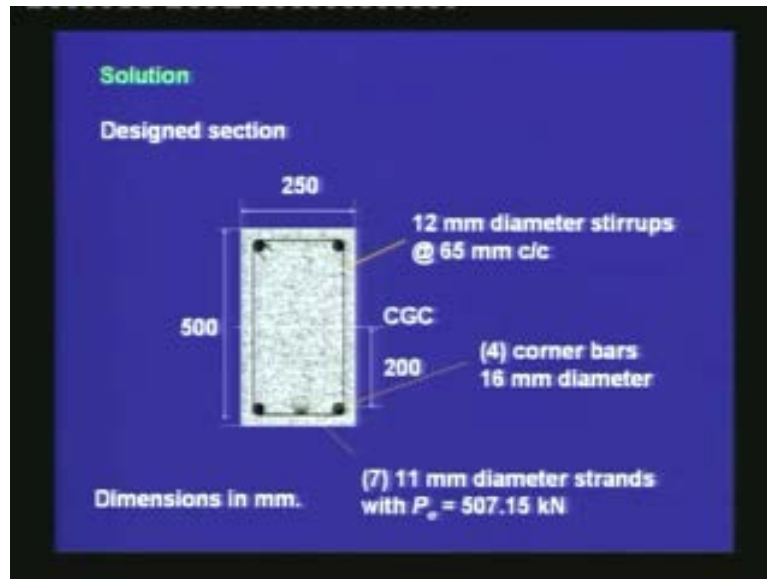 Solution
Designed section
250
12 mm diameter stirrups
@ 65 mm c/c
500
CGC
200
(4) corner bars
16 mm diameter
(7) 11 mm diameter strands
with Pₑ = 507.15 kN
Dimensions in mm.